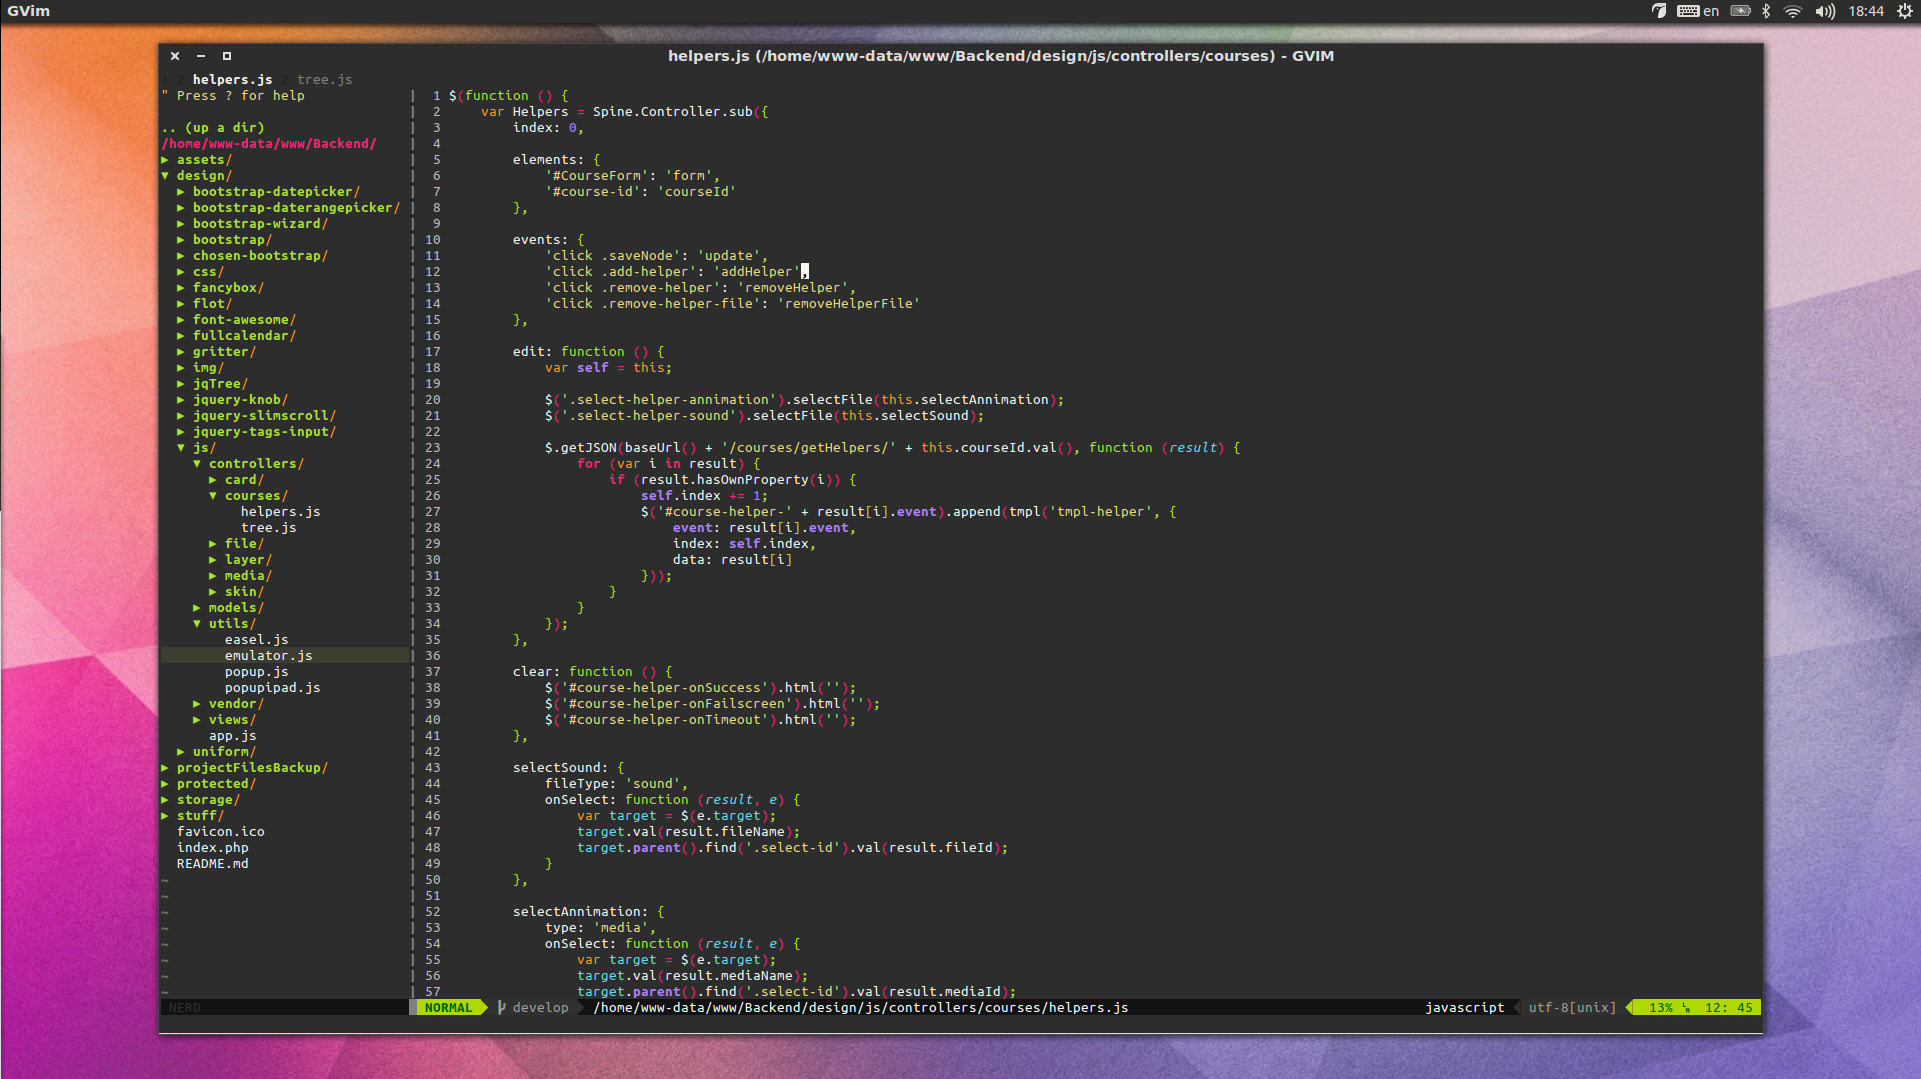 GVim
en 18:44
helpers.js (/home/www-data/www/Backend/design/js/controllers/courses) - GVIM
1 2 helpers.js 2 tree.js
" Press ? for help
.. (up a dir)
/home/www-data/www/Backend/
▶ assets/
▼ design/
▶ bootstrap-datepicker/
▶ bootstrap-daterangepicker/
▶ bootstrap-wizard/
▶ bootstrap/
▶ chosen-bootstrap/
▶ css/
▶ fancybox/
▶ flot/
▶ font-awesome/
▶ fullcalendar/
▶ gritter/
▶ img/
▶ jqTree/
▶ jquery-knob/
▶ jquery-slimscroll/
▶ jquery-tags-input/
▼ js/
▼ controllers/
▶ card/
▼ courses/
helpers.js
tree.js
▶ file/
▶ layer/
▶ media/
▶ skin/
▶ models/
▼ utils/
easel.js
emulator.js
popup.js
popupipad.js
▶ vendor/
▶ views/
app.js
▶ uniform/
▶ projectFilesBackup/
▶ protected/
▶ storage/
▶ stuff/
favicon.ico
index.php
README.md
~
~
~
~
~
~
~
~
NERD
1 $(function () {
2     var Helpers = Spine.Controller.sub({
3         index: 0,
4
5         elements: {
6             '#CourseForm': 'form',
7             '#course-id': 'courseId'
8         },
9
10         events: {
11             'click .saveNode': 'update',
12             'click .add-helper': 'addHelper',
13             'click .remove-helper': 'removeHelper',
14             'click .remove-helper-file': 'removeHelperFile'
15         },
16
17         edit: function () {
18             var self = this;
19
20             $('.select-helper-annimation').selectFile(this.selectAnnimation);
21             $('.select-helper-sound').selectFile(this.selectSound);
22
23             $.getJSON(baseUrl() + '/courses/getHelpers/' + this.courseId.val(), function (result) {
24                 for (var i in result) {
25                     if (result.hasOwnProperty(i)) {
26                         self.index += 1;
27                         $('#course-helper-' + result[i].event).append(tmpl('tmpl-helper', {
28                             event: result[i].event,
29                             index: self.index,
30                             data: result[i]
31                         }));
32                     }
33                 }
34             });
35         },
36
37         clear: function () {
38             $('#course-helper-onSuccess').html('');
39             $('#course-helper-onFailscreen').html('');
40             $('#course-helper-onTimeout').html('');
41         },
42
43         selectSound: {
44             fileType: 'sound',
45             onSelect: function (result, e) {
46                 var target = $(e.target);
47                 target.val(result.fileName);
48                 target.parent().find('.select-id').val(result.fileId);
49             }
50         },
51
52         selectAnnimation: {
53             type: 'media',
54             onSelect: function (result, e) {
55                 var target = $(e.target);
56                 target.val(result.mediaName);
57                 target.parent().find('.select-id').val(result.mediaId);
NORMAL develop /home/www-data/www/Backend/design/js/controllers/courses/helpers.js javascript utf-8[unix] 13% 12: 45